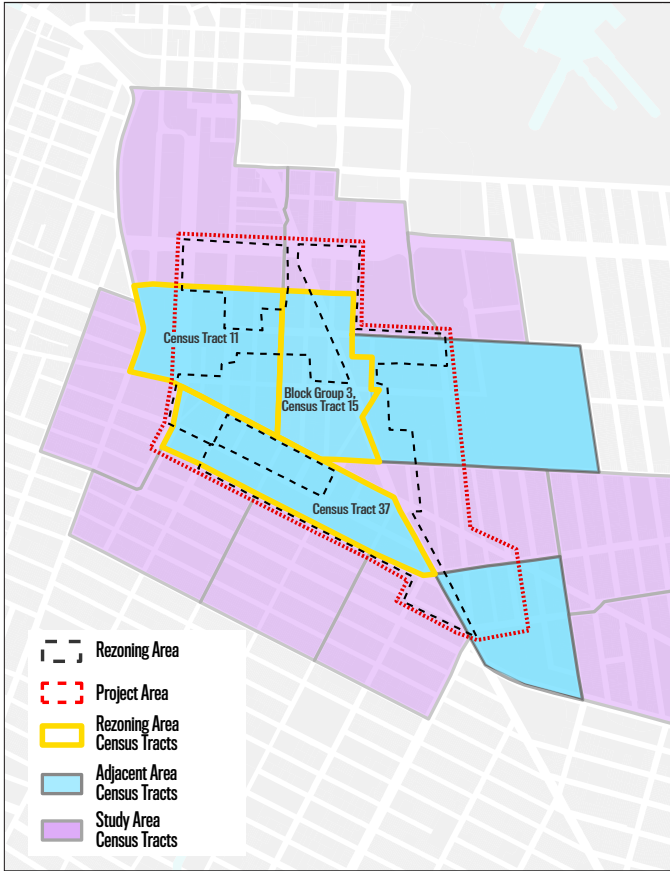 Census Tract 11
Block Group 3,
Census Tract 15
Census Tract 37
Rezoning Area
Project Area
Rezoning Area
Census Tracts
Adjacent Area
Census Tracts
Study Area
Census Tracts